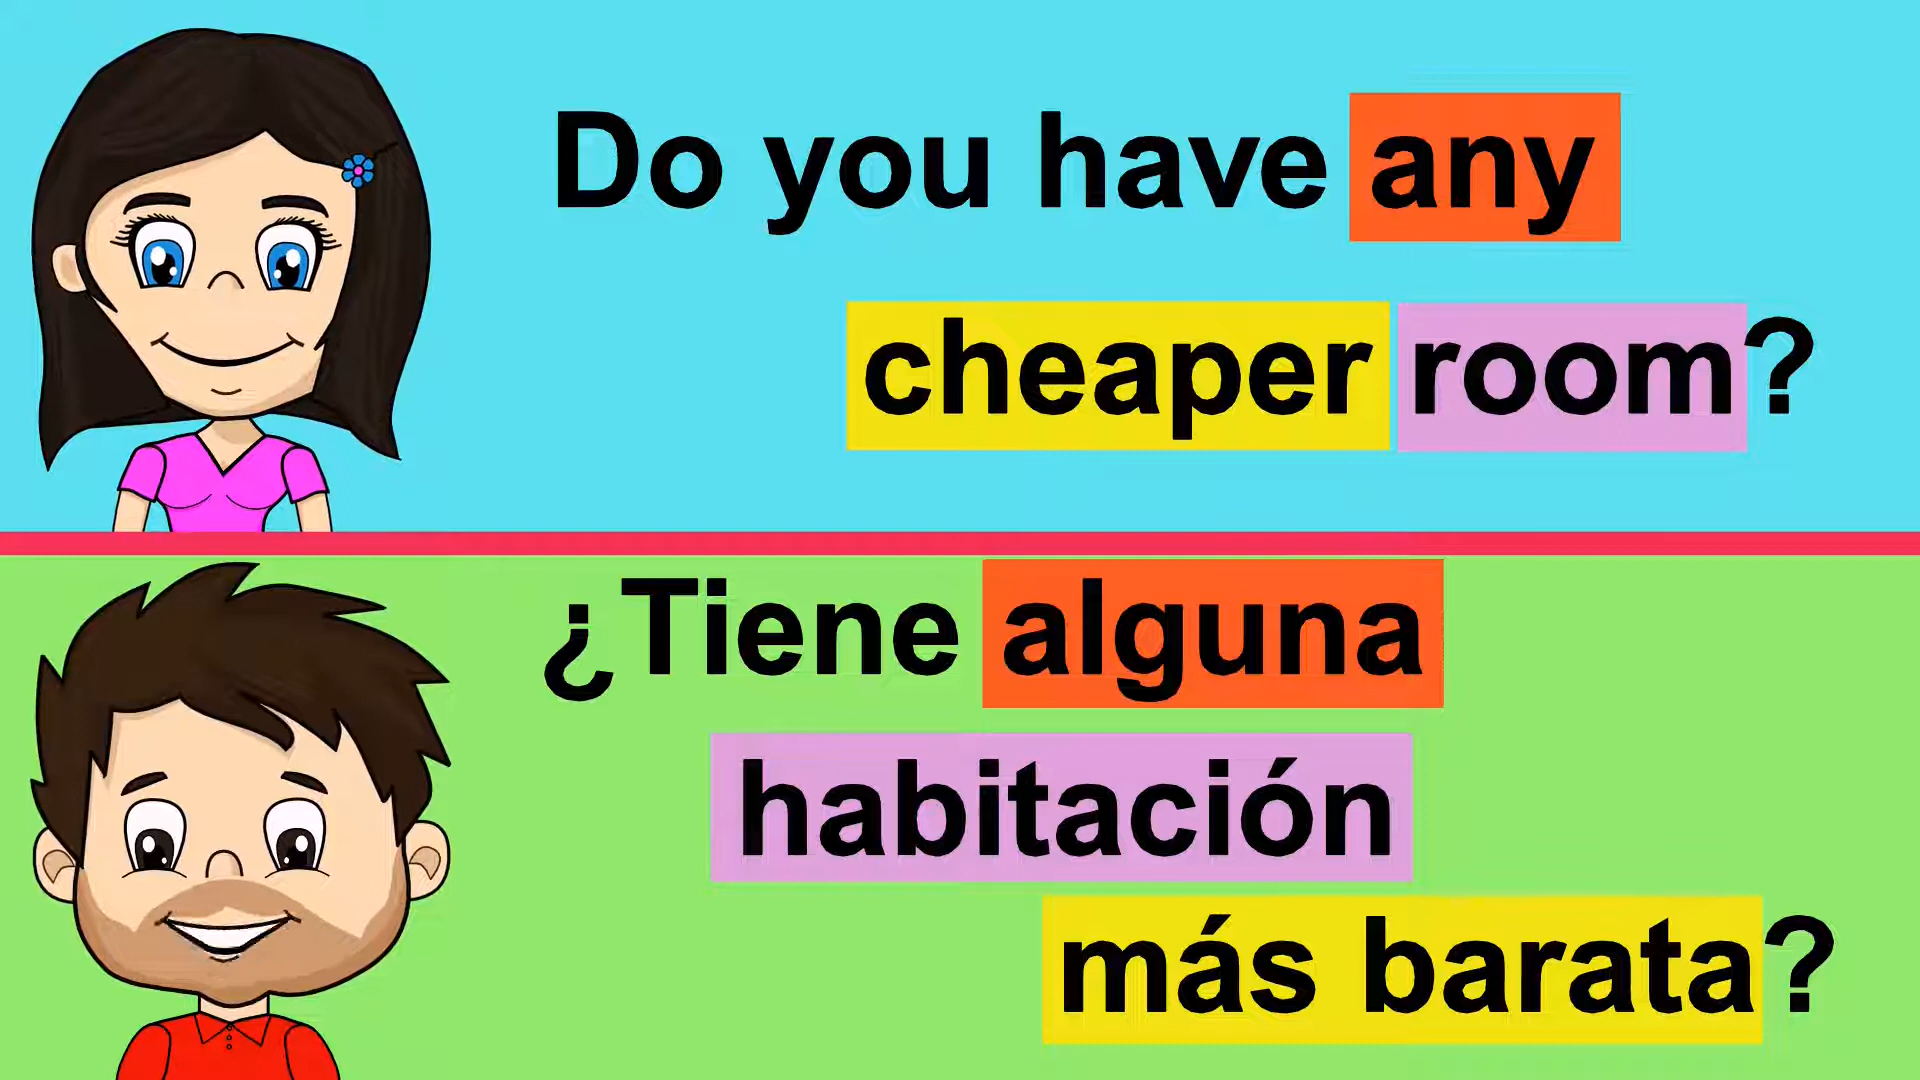 Do you have any
cheaper room?
¿Tiene alguna
habitación
más barata?